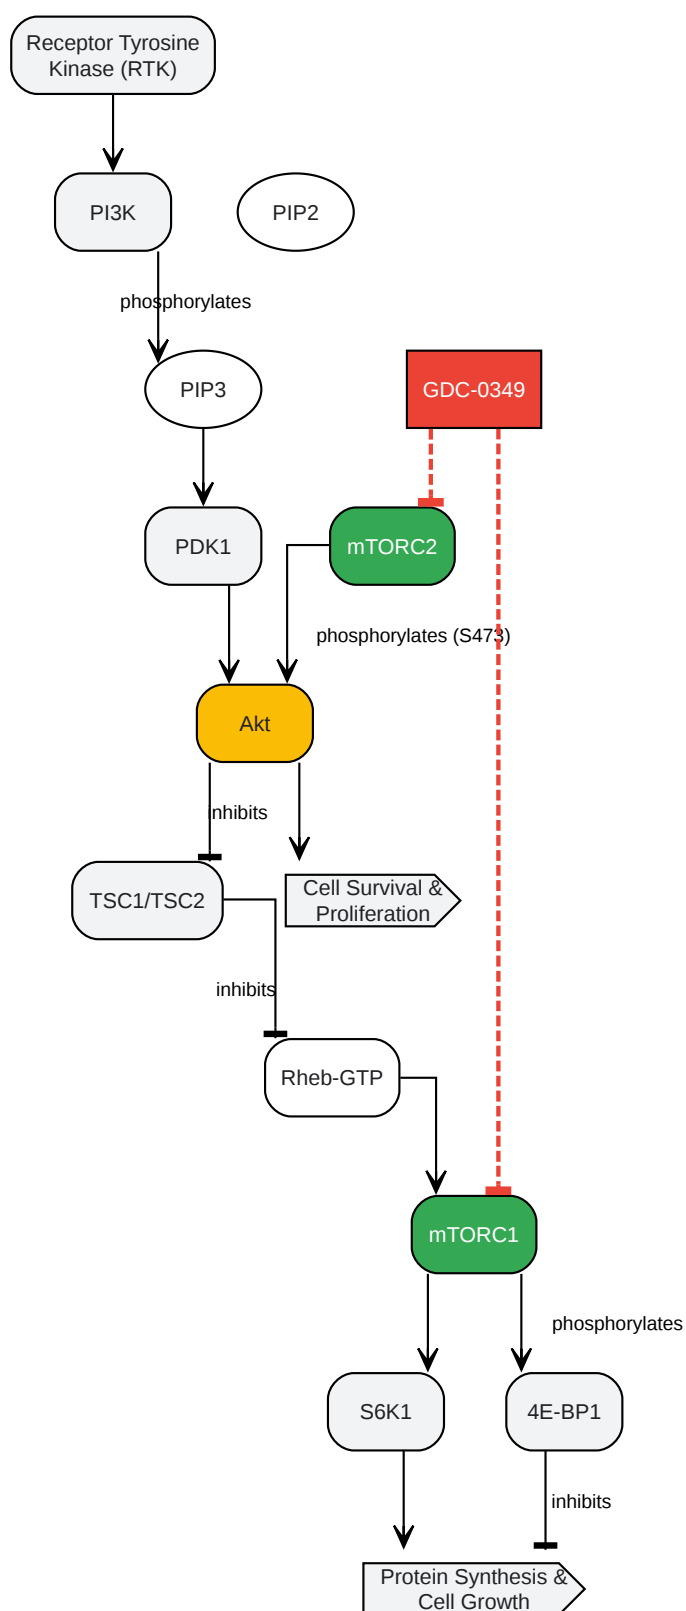 Receptor Tyrosine
Kinase (RTK)
PI3K
PIP2
phosphorylates
PIP3
GDC-0349
PDK1
mTORC2
phosphorylates (S473)
Akt
inhibits
TSC1/TSC2
Cell Survival &
Proliferation
inhibits
Rheb-GTP
mTORC1
phosphorylates
S6K1
4E-BP1
inhibits
Protein Synthesis &
Cell Growth